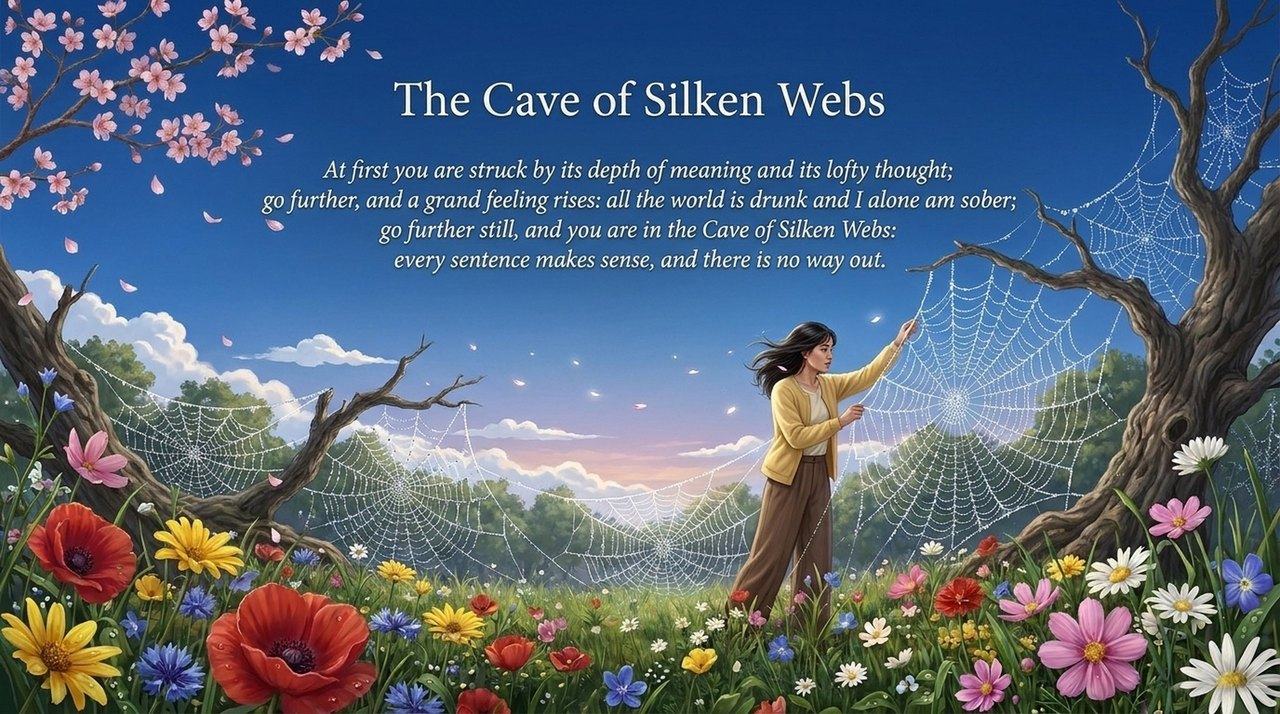 The Cave of Silken Webs
At first you are struck by its depth of meaning and its lofty thought;
go further, and a grand feeling rises: all the world is drunk and I alone am sober;
go further still, and you are in the Cave of Silken Webs:
every sentence makes sense, and there is no way out.